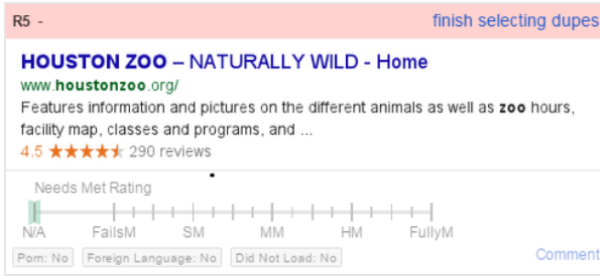 R5 - finish selecting dupes
HOUSTON ZOO – NATURALLY WILD - Home
www.houstonzoo.org/
Features information and pictures on the different animals as well as zoo hours,
facility map, classes and programs, and ...
4.5 ★★★★★ 290 reviews
Needs Met Rating
N/A FailsM SM MM HM FullyM
Porn: No Foreign Language: No Did Not Load: No Comment